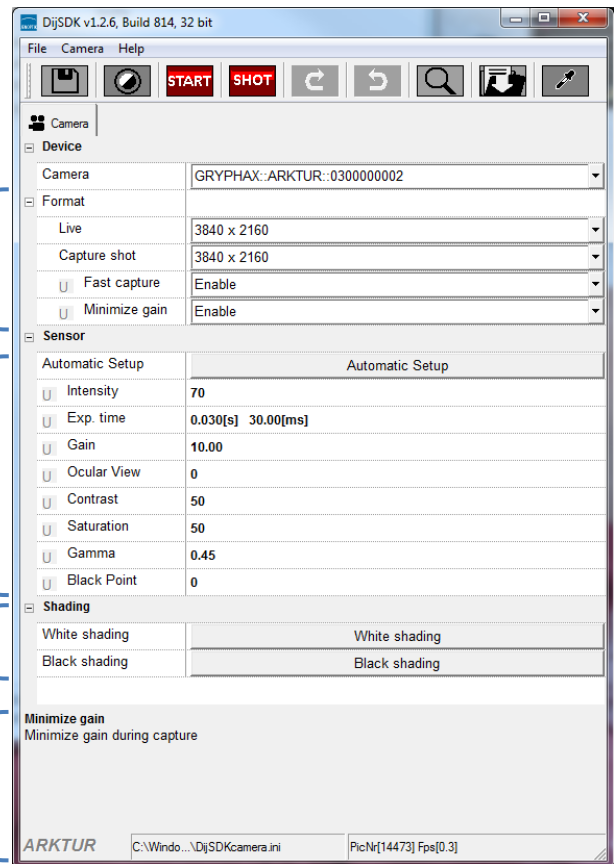 DijSDK v1.2.6, Build 814, 32 bit
File Camera Help
START SHOT
Camera
Device
Camera GRYPHAX::ARKTUR::0300000002
Format
Live 3840 x 2160
Capture shot 3840 x 2160
U Fast capture Enable
U Minimize gain Enable
Sensor
Automatic Setup Automatic Setup
U Intensity 70
U Exp. time 0.030[s] 30.00[ms]
U Gain 10.00
U Ocular View 0
U Contrast 50
U Saturation 50
U Gamma 0.45
U Black Point 0
Shading
White shading White shading
Black shading Black shading
Minimize gain
Minimize gain during capture
ARKTUR C:\Windo...\DijSDKcamera.ini PicNr[14473] Fps[0.3]